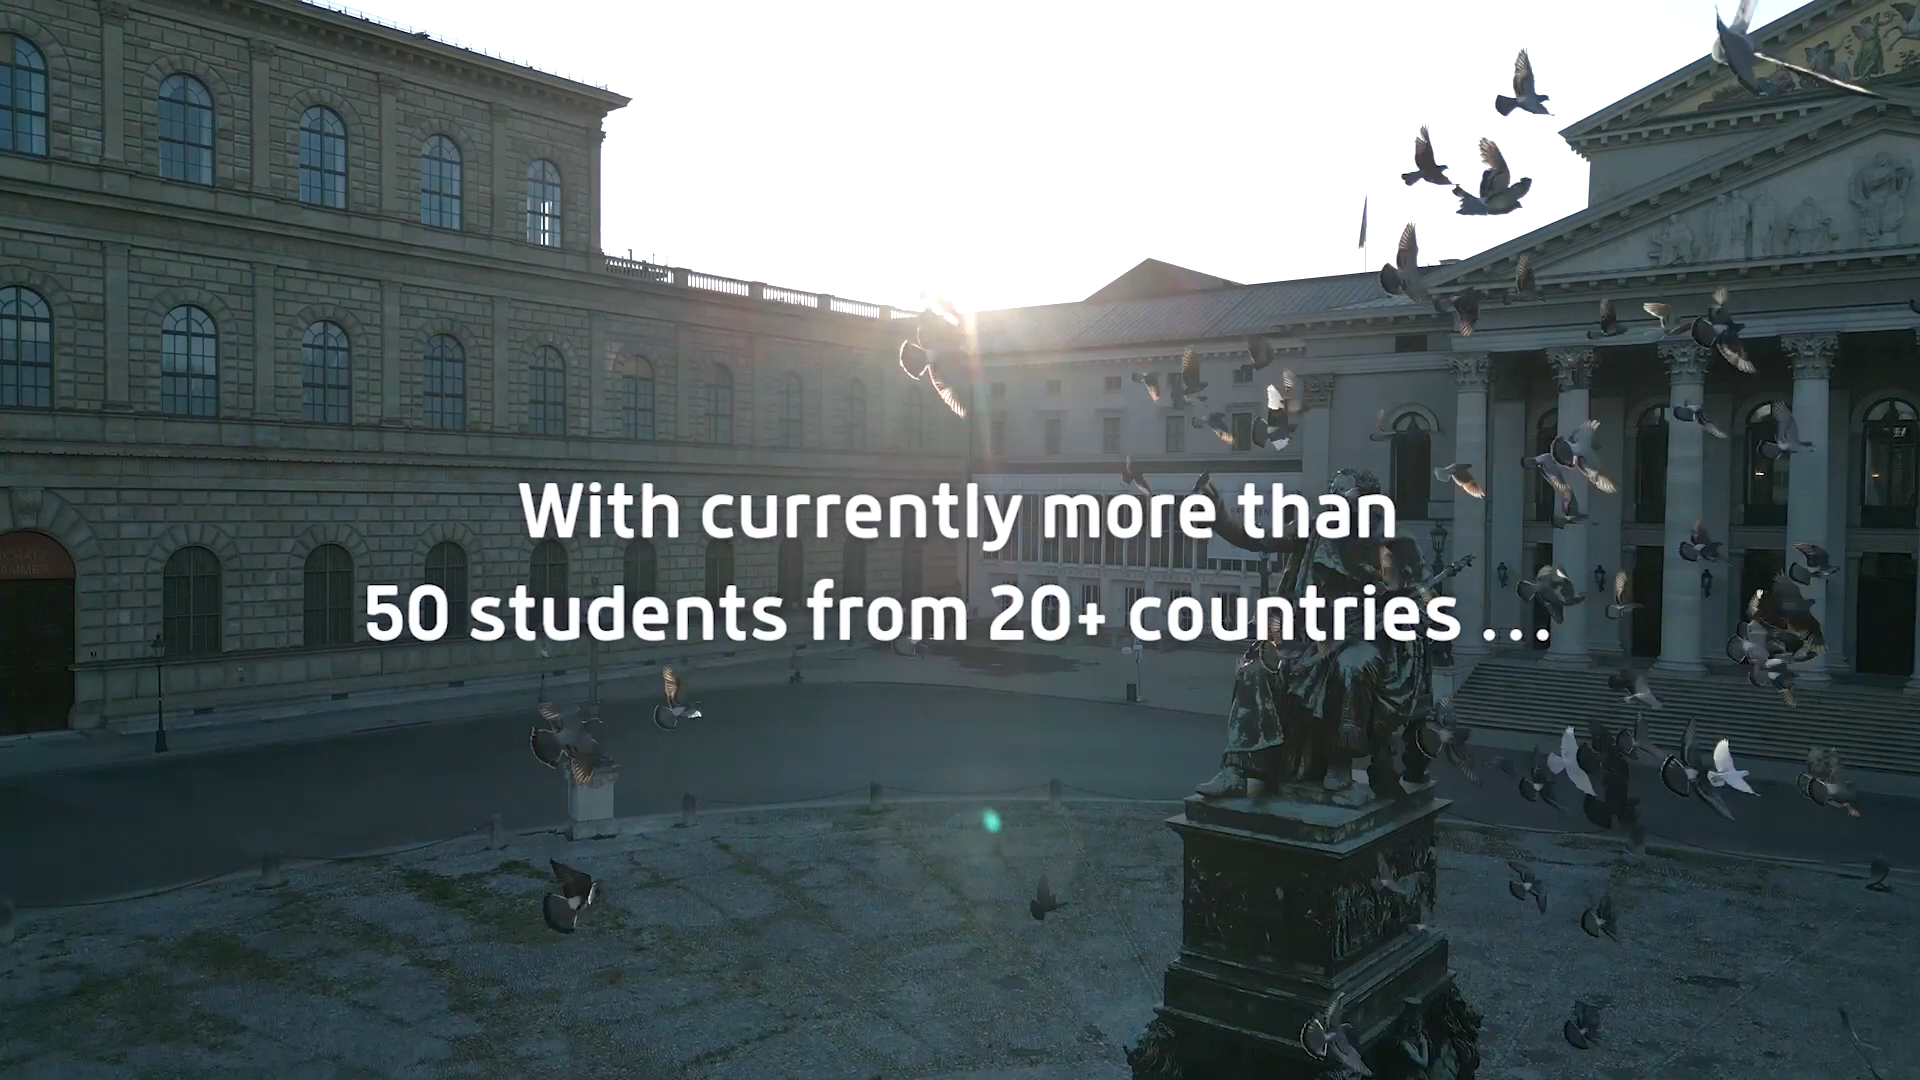 With currently more than
50 students from 20+ countries ...